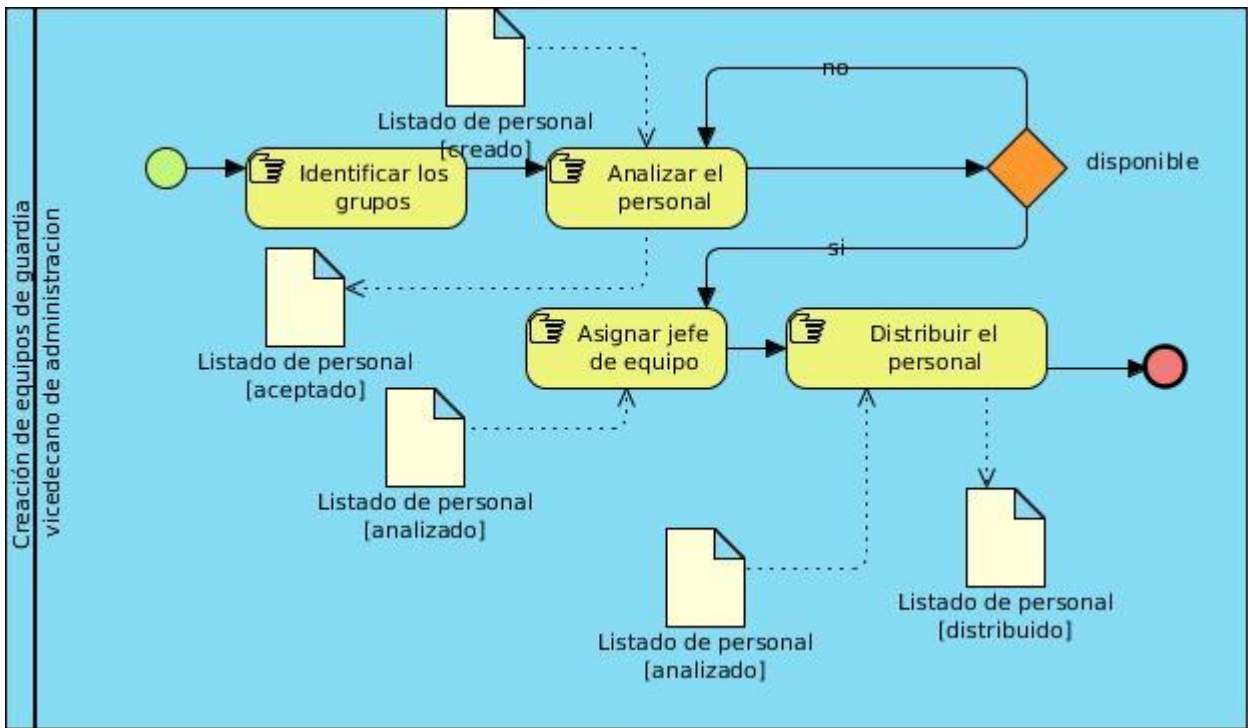 Creación de equipos de guardia
vicedecano de administracion
Listado de personal
[creado]
no
Identificar los
grupos
Analizar el
personal
disponible
si
Listado de personal
[aceptado]
Asignar jefe
de equipo
Distribuir el
personal
Listado de personal
[analizado]
Listado de personal
[distribuido]
Listado de personal
[analizado]